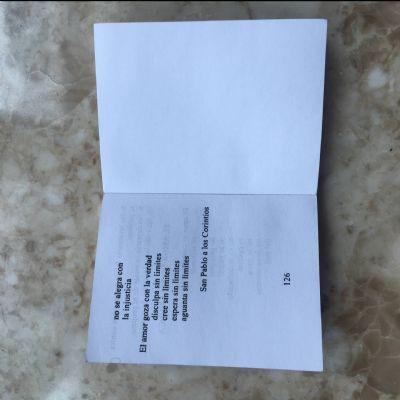 no se alegra con
la injusticia
El amor goza con la verdad
disculpa sin límites
cree sin límites
espera sin límites
aguanta sin límites
San Pablo a los Corintios
126